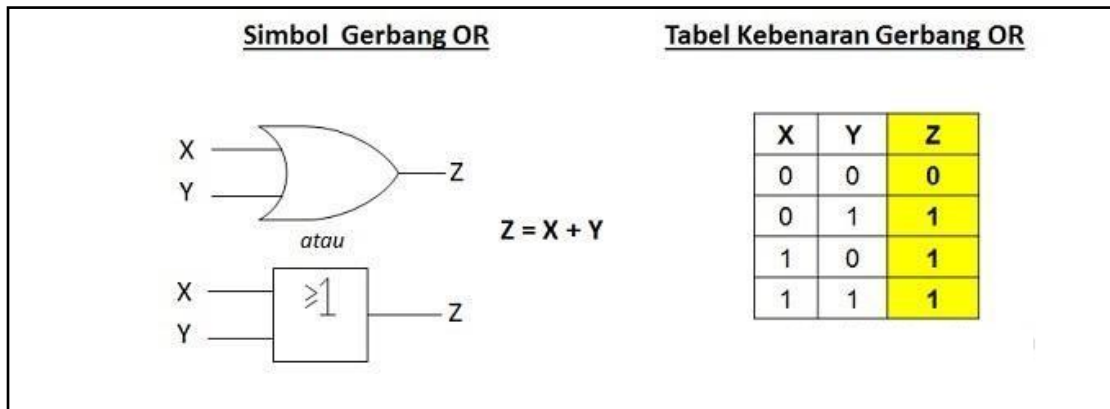 Simbol Gerbang OR
X
Y
Z
atau
X
Y
≥1
Z
Z = X + Y
Tabel Kebenaran Gerbang OR
X Y Z
0 0 0
0 1 1
1 0 1
1 1 1